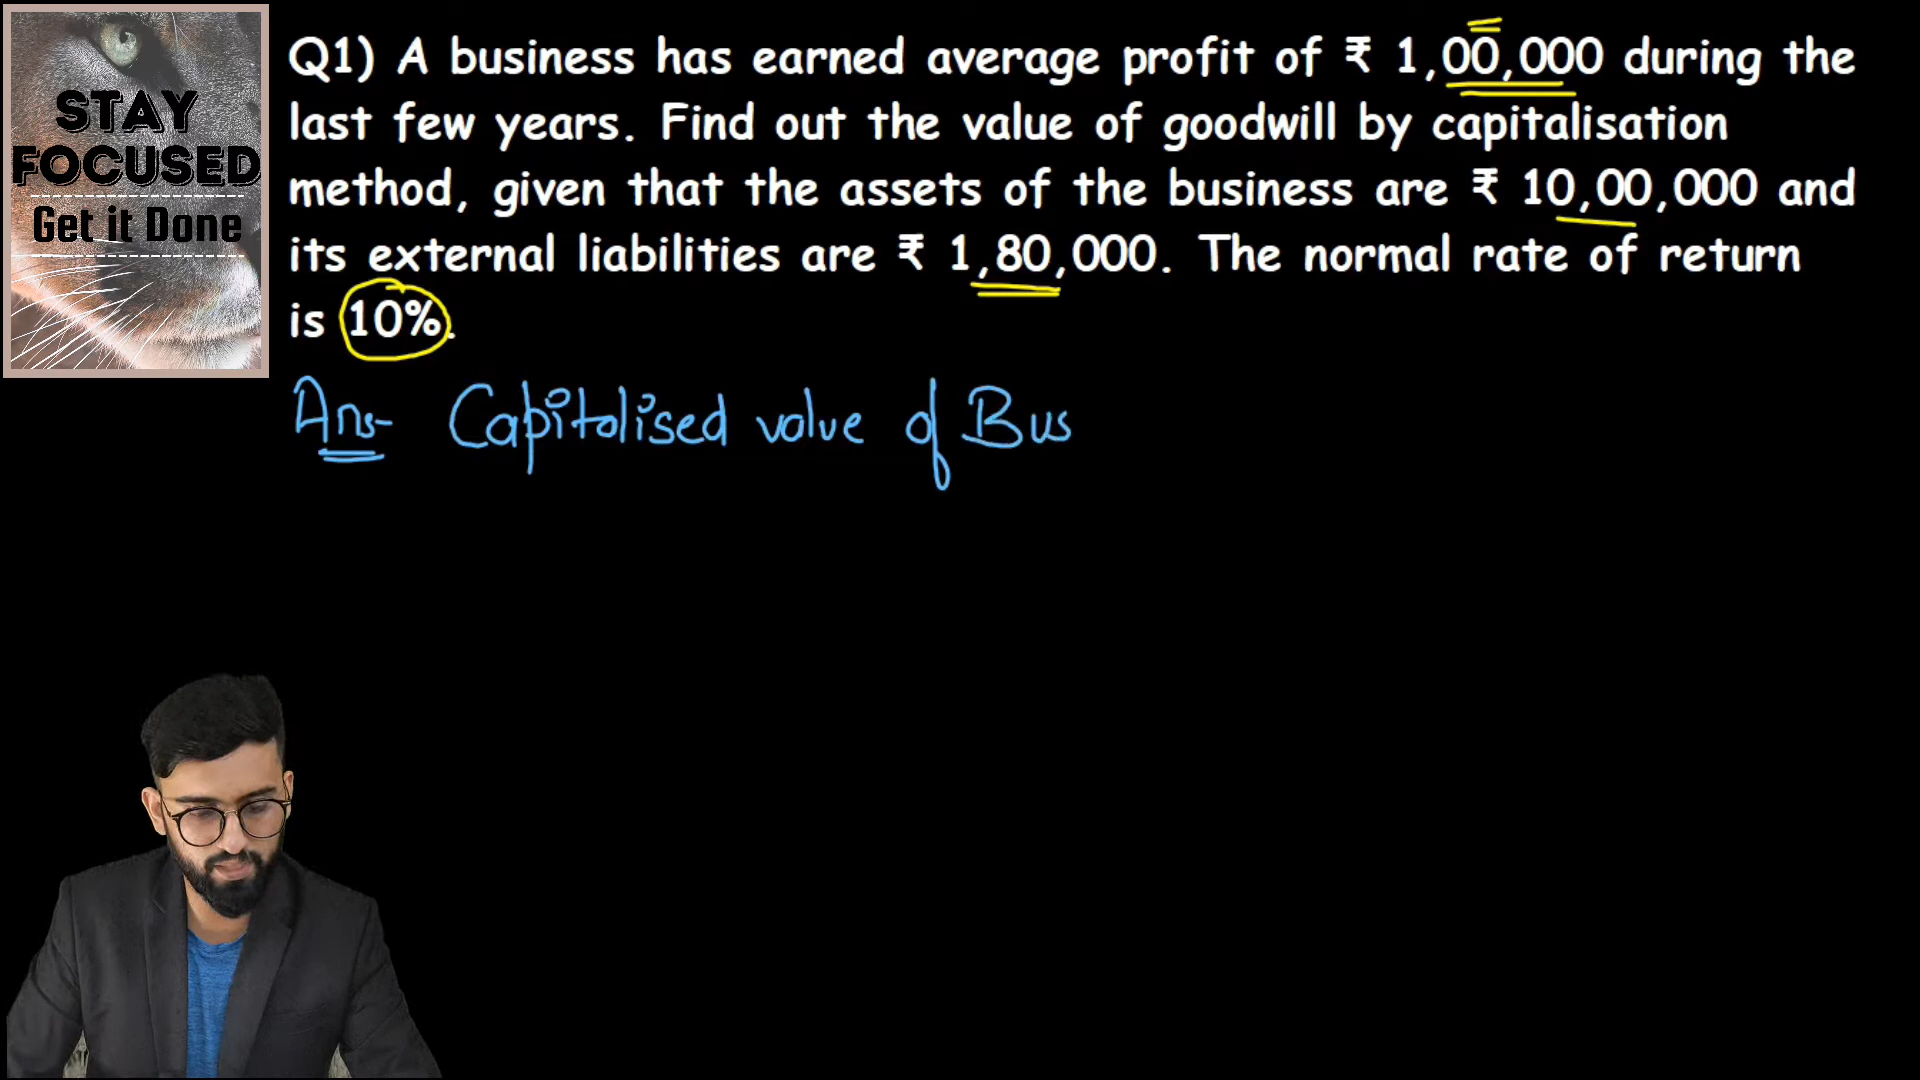 STAY
FOCUSED
Get it Done
Q1) A business has earned average profit of ₹ 1,00,000 during the
last few years. Find out the value of goodwill by capitalisation
method, given that the assets of the business are ₹ 10,00,000 and
its external liabilities are ₹ 1,80,000. The normal rate of return
is 10%.
Ans- Capitalised value of Bus